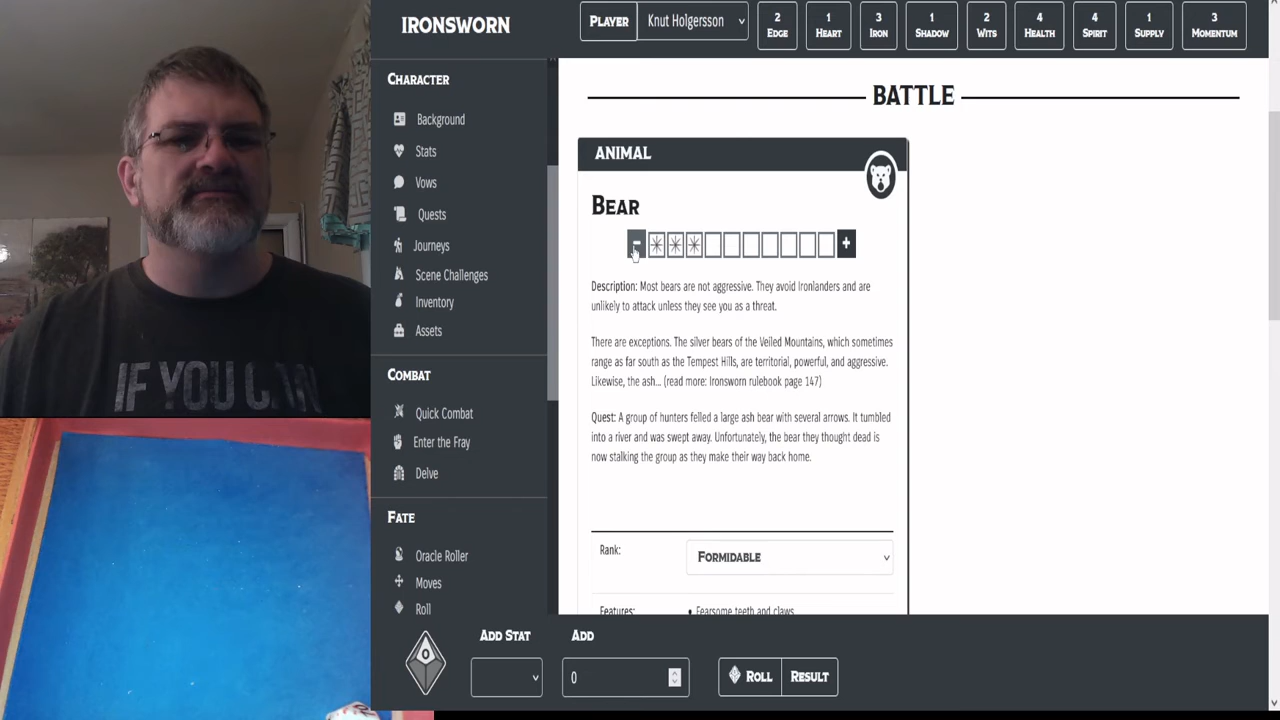 IRONSWORN
PLAYER
Knut Holgersson
2 EDGE
1 HEART
3 IRON
1 SHADOW
2 WITS
4 HEALTH
4 SPIRIT
1 SUPPLY
3 MOMENTUM
CHARACTER
Background
Stats
Vows
Quests
Journeys
Scene Challenges
Inventory
Assets
COMBAT
Quick Combat
Enter the Fray
Delve
FATE
Oracle Roller
Moves
Roll
BATTLE
ANIMAL
BEAR
-
+
Description: Most bears are not aggressive. They avoid Ironlanders and are
unlikely to attack unless they see you as a threat.
There are exceptions. The silver bears of the Veiled Mountains, which sometimes
range as far south as the Tempest Hills, are territorial, powerful, and aggressive.
Likewise, the ash... (read more: Ironsworn rulebook page 147)
Quest: A group of hunters felled a large ash bear with several arrows. It tumbled
into a river and was swept away. Unfortunately, the bear they thought dead is
now stalking the group as they make their way back home.
Rank:
FORMIDABLE
Features:
• Fearsome teeth and claws
0
ADD STAT
ADD
0
ROLL
RESULT
IF YOU C N